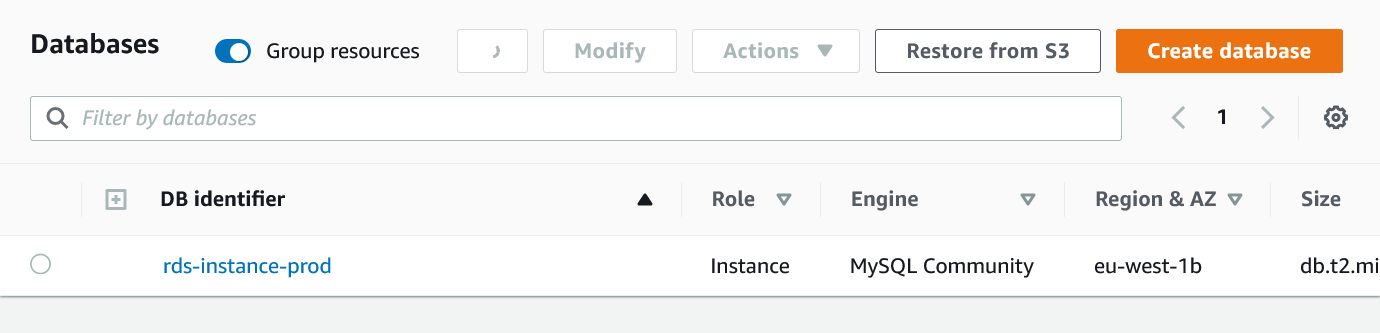 Databases Group resources Modify Actions Restore from S3 Create database
Filter by databases 1
DB identifier Role Engine Region & AZ Size
rds-instance-prod Instance MySQL Community eu-west-1b db.t2.mi